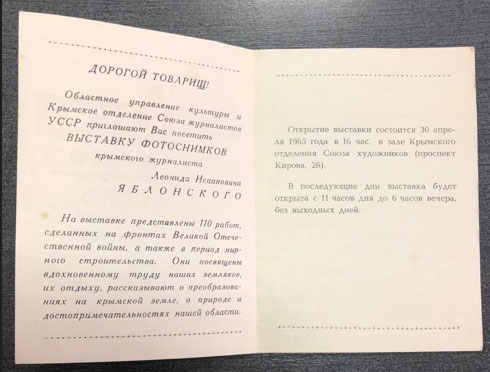 ДОРОГОЙ ТОВАРИЩ!
Областное управление культуры и
Крымское отделение Союза журналистов
УССР приглашают Вас посетить
ВЫСТАВКУ ФОТОСНИМКОВ
крымского журналиста
Леонида Исааковича
ЯБЛОНСКОГО
На выставке представлены 110 работ,
сделанных на фронтах Великой Отече-
ственной войны, а также в период мир-
ного строительства. Они посвящены
вдохновенному труду наших земляков,
их отдыху, рассказывают о преобразова-
ниях на крымской земле, о природе и
достопримечательностях нашей области.
Открытие выставки состоится 30 апре-
ля 1965 года в 16 час. в зале Крымского
отделения Союза художников (проспект
Кирова, 26).
В последующие дни выставка будет
открыта с 11 часов дня до 6 часов вечера,
без выходных дней.